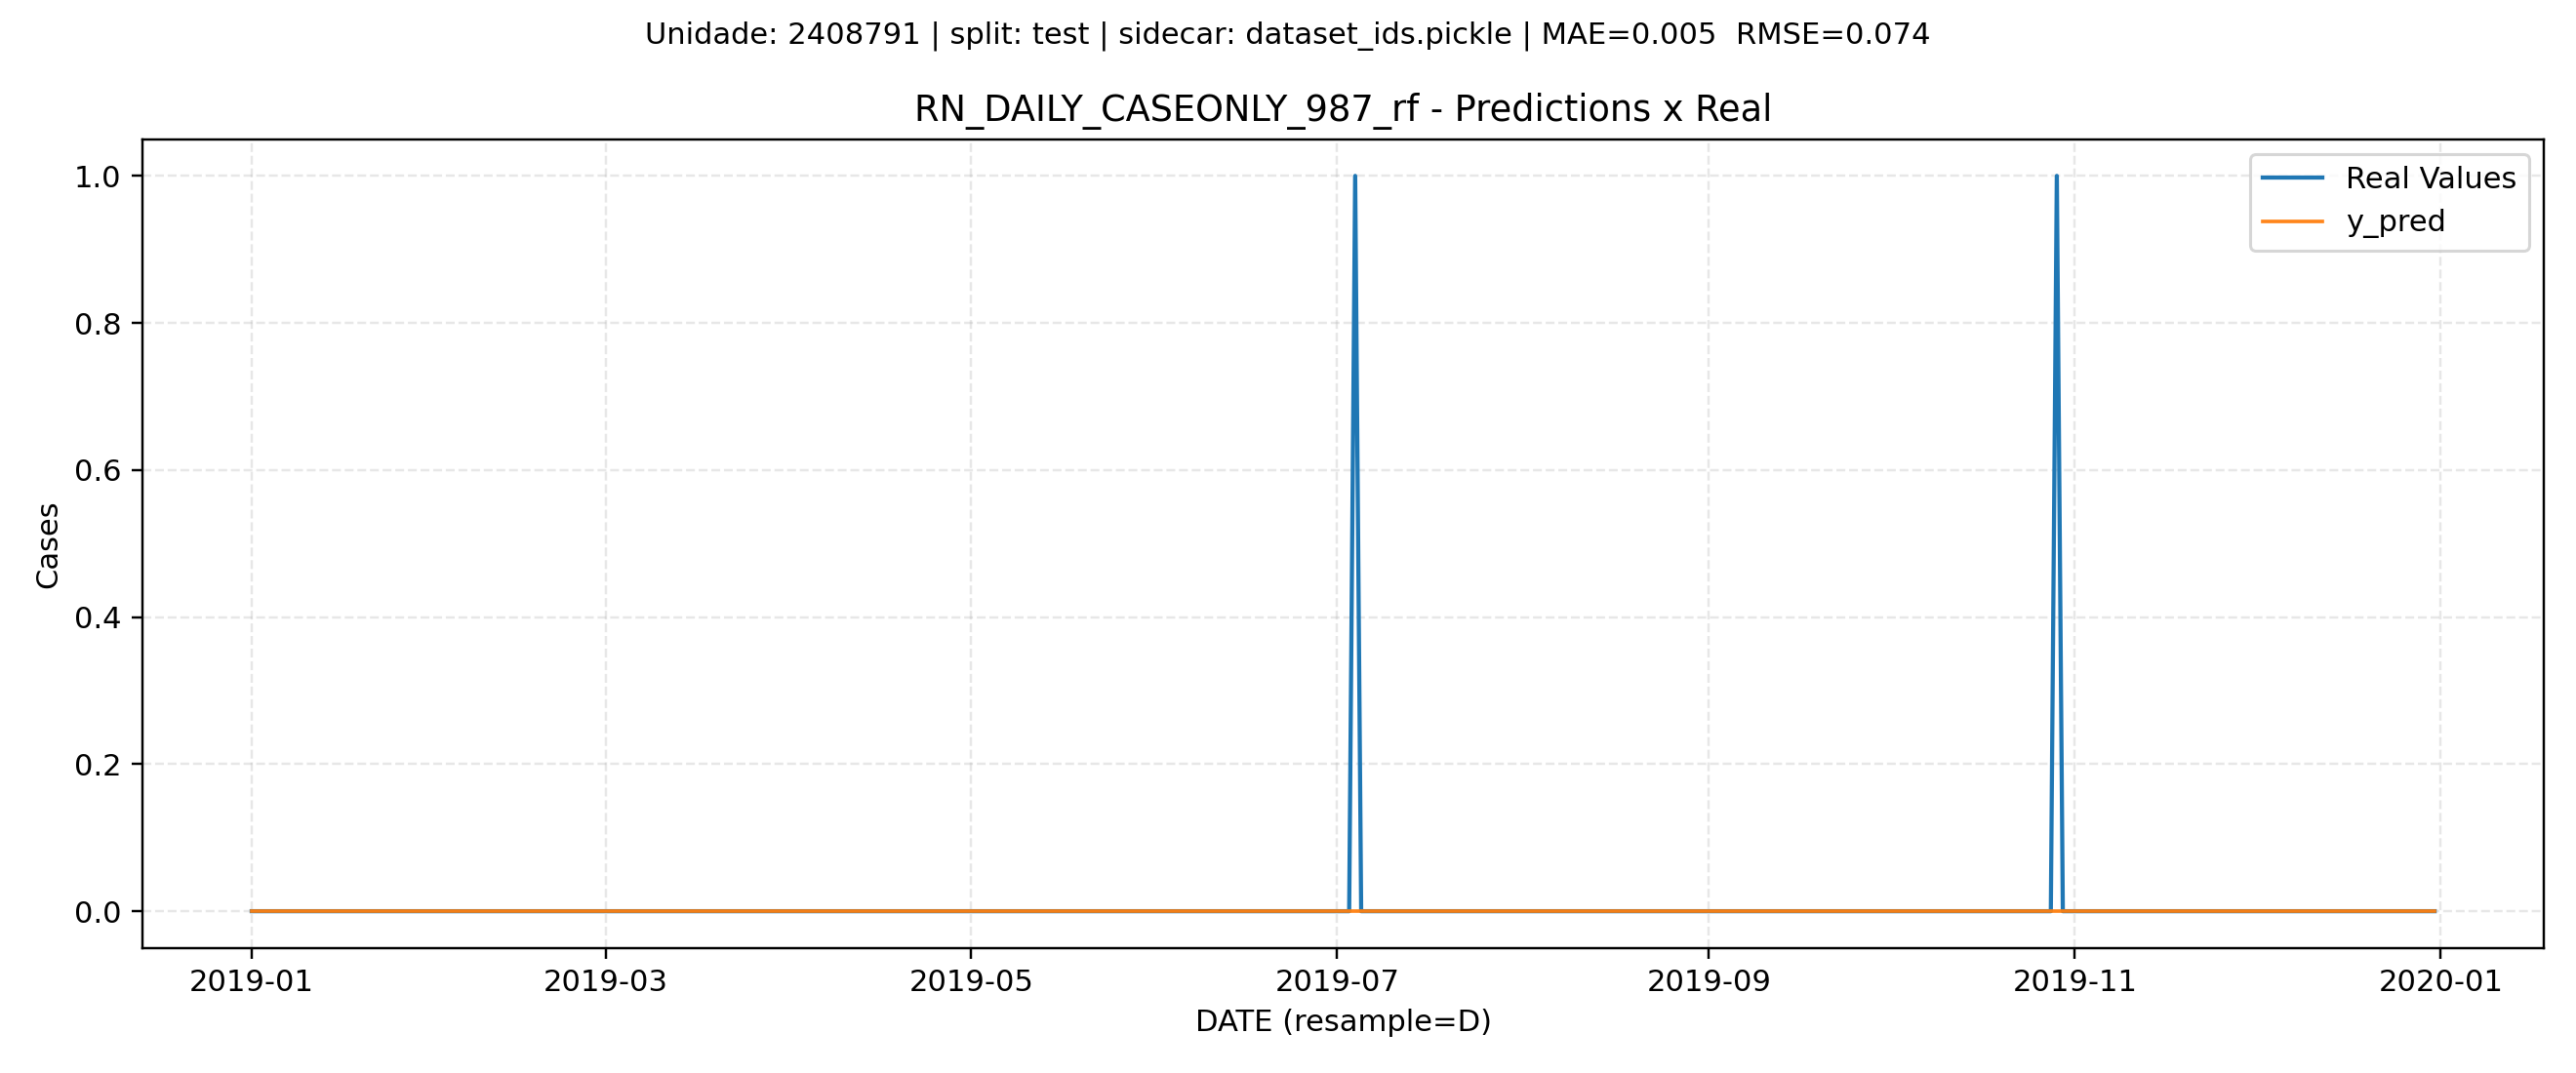 Unidade: 2408791 | split: test | sidecar: dataset_ids.pickle | MAE=0.005  RMSE=0.074
RN_DAILY_CASEONLY_987_rf - Predictions x Real
Real Values
y_pred
1.0
0.8
0.6
0.4
0.2
0.0
Cases
2019-01
2019-03
2019-05
2019-07
2019-09
2019-11
2020-01
DATE (resample=D)